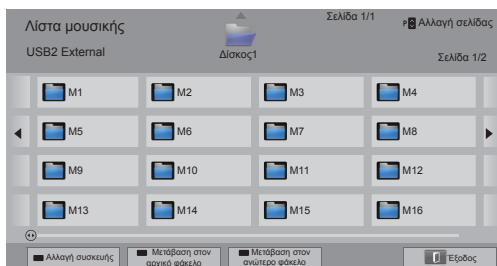 Λίστα μουσικής
USB2 External
Δίσκος1
Σελίδα 1/1
P Αλλαγή σελίδας
Σελίδα 1/2
M1 M2 M3 M4
M5 M6 M7 M8
M9 M10 M11 M12
M13 M14 M15 M16
Αλλαγή συσκευής
Μετάβαση στον
αρχικό φάκελο
Μετάβαση στον
ανώτερο φάκελο
Έξοδος